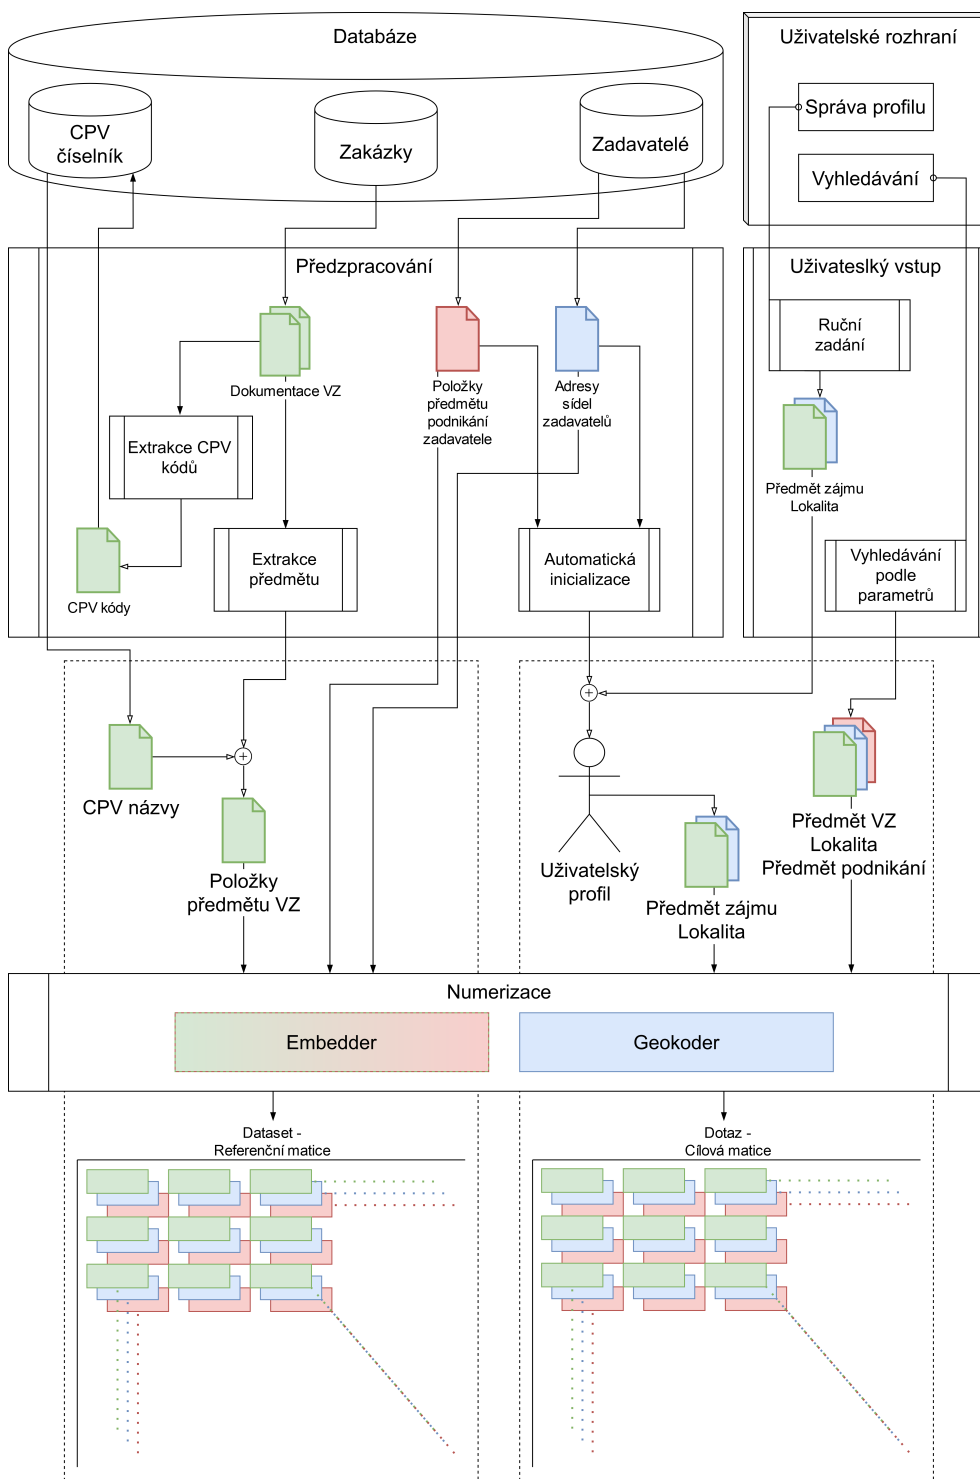 Databáze
CPV
číselník
Zakázky
Zadavatelé
Uživatelské rozhraní
Správa profilu
Vyhledávání
Předzpracování
Dokumentace VZ
Položky
předmětu
podnikání
zadavatele
Adresy
sídel
zadavatelů
Extrakce CPV
kódů
CPV kódy
Extrakce
předmětu
Automatická
inicializace
Uživateslký vstup
Ruční
zadání
Předmět zájmu
Lokalita
Vyhledávání
podle
parametrů
CPV názvy
Položky
předmětu VZ
Uživatelský
profil
Předmět zájmu
Lokalita
Předmět VZ
Lokalita
Předmět podnikání
Numerizace
Embedder
Geokoder
Dataset -
Referenční matice
Dotaz -
Cílová matice